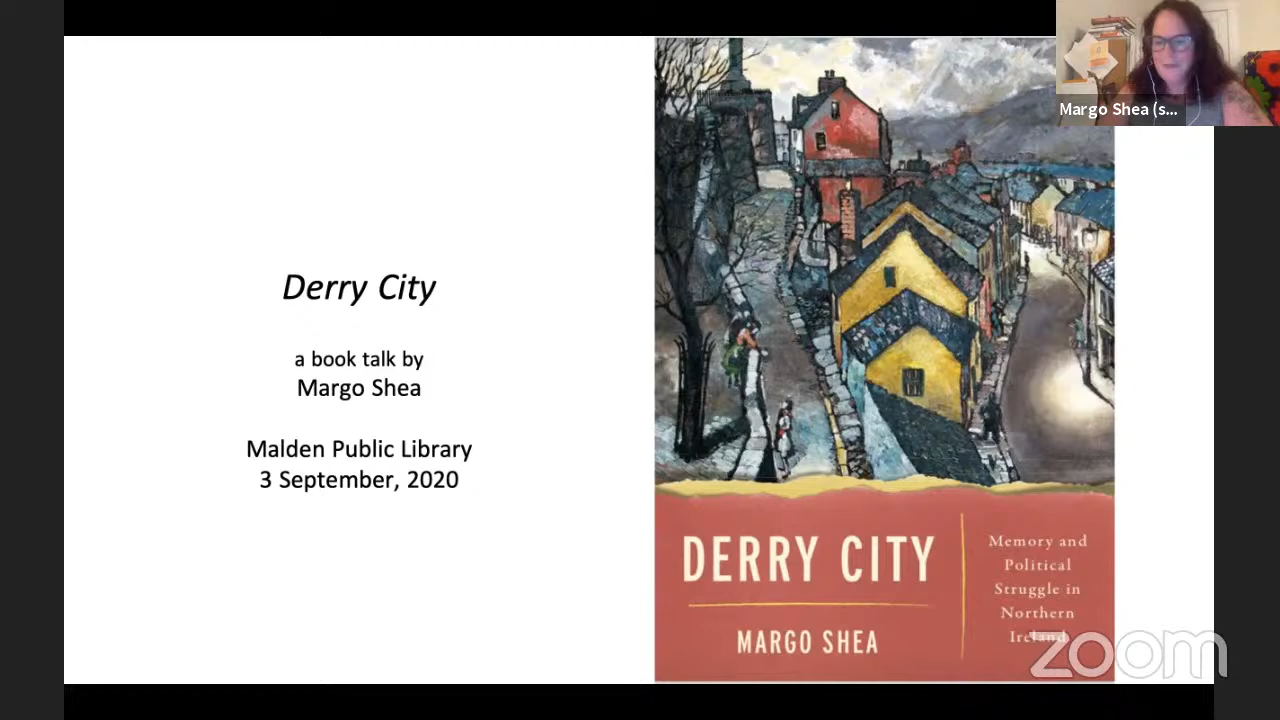 Derry City
a book talk by
Margo Shea
Malden Public Library
3 September, 2020
DERRY CITY
MARGO SHEA
Memory and
Political
Struggle in
Northern
Ireland
Margo Shea (s...
zoom